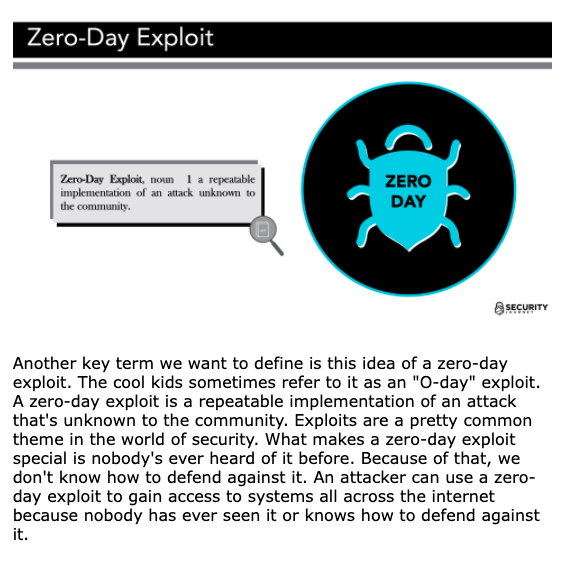 Zero-Day Exploit
Zero-Day Exploit, noun 1 a repeatable
implementation of an attack unknown to
the community.
ZERO
DAY
SECURITY
JOURNEY
Another key term we want to define is this idea of a zero-day
exploit. The cool kids sometimes refer to it as an "O-day" exploit.
A zero-day exploit is a repeatable implementation of an attack
that's unknown to the community. Exploits are a pretty common
theme in the world of security. What makes a zero-day exploit
special is nobody's ever heard of it before. Because of that, we
don't know how to defend against it. An attacker can use a zero-
day exploit to gain access to systems all across the internet
because nobody has ever seen it or knows how to defend against
it.